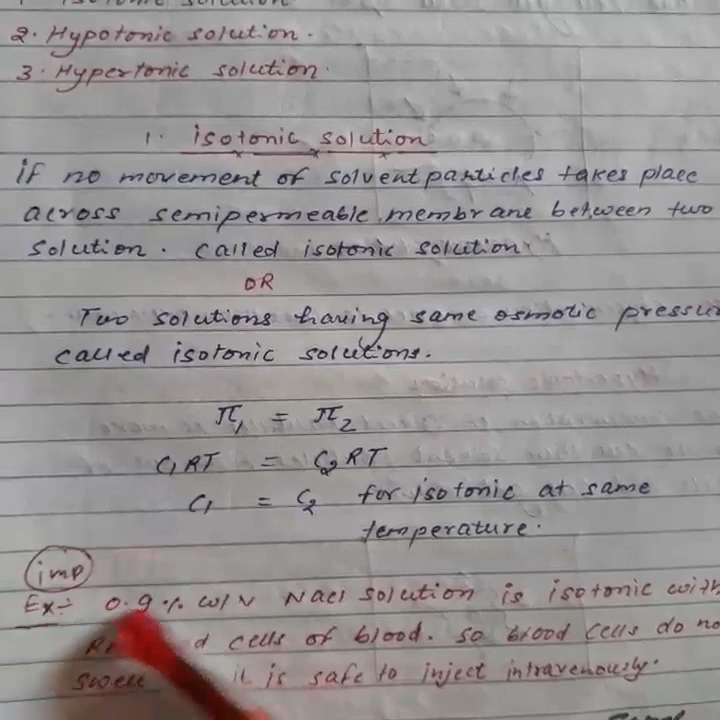 2. Hypotonic solution.
3. Hypertonic solution.
1. isotonic solution
if no movement of solvent particles takes place
across semipermeable membrane between two
solution. called isotonic solution
OR
Two solutions having same osmotic
called isotonic solutions.
π₁ = π₂
C₁RT = C₂RT
C₁ = C₂ for isotonic at same
temperature.
imp
Ex:- 0.9% w/v Nacl solution is isotonic with
cells of blood. so blood cells do
it is safe to inject intravenously.